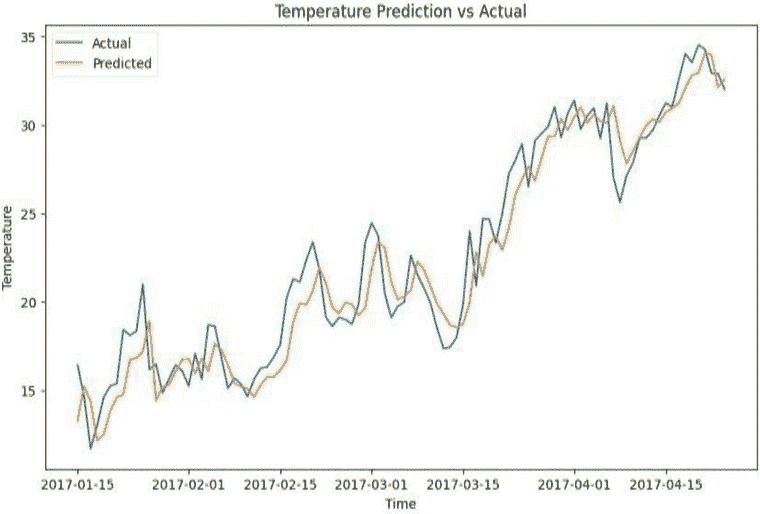 Temperature Prediction vs Actual
Actual
Predicted
35
30
25
20
15
Temperature
2017-01-15 2017-02-01 2017-02-15 2017-03-01 2017-03-15 2017-04-01 2017-04-15
Time